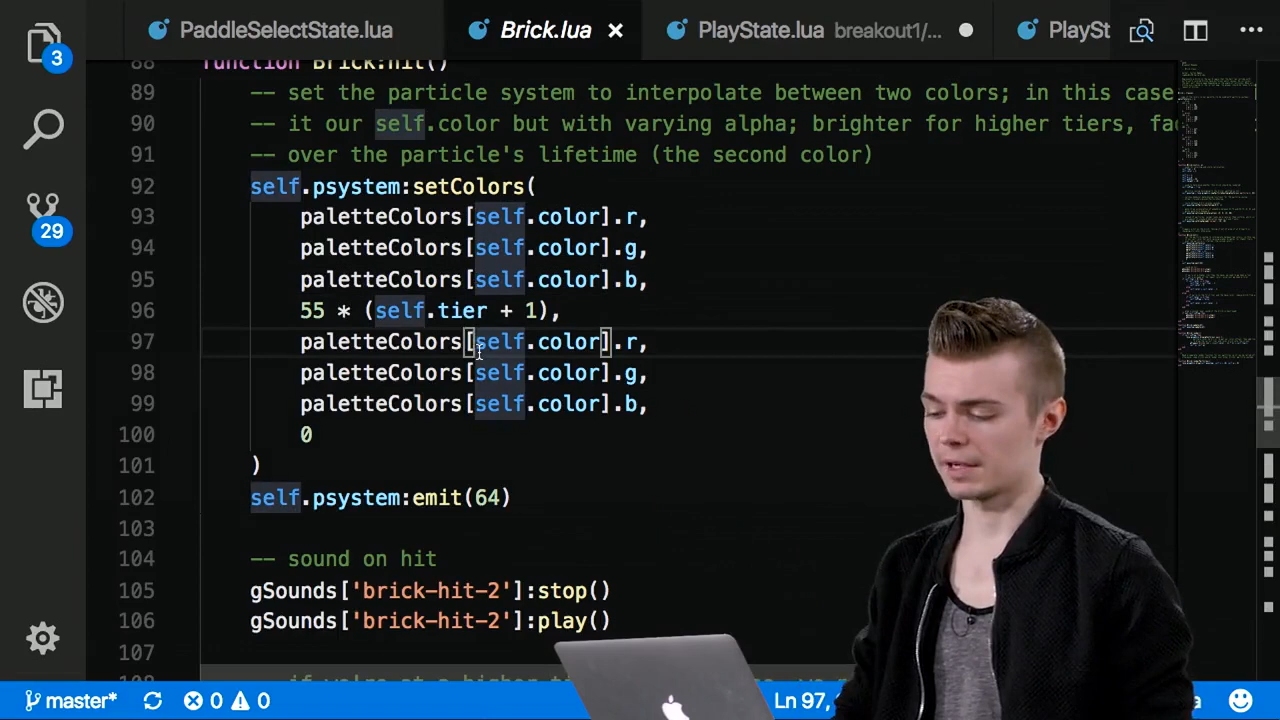 PaddleSelectState.lua Brick.lua PlayState.lua breakout1/... PlaySt
3
29
88 function Brick:hit()
89 -- set the particle system to interpolate between two colors; in this case
90 -- it our self.color but with varying alpha; brighter for higher tiers, fa
91 -- over the particle's lifetime (the second color)
92 self.psystem:setColors(
93 paletteColors[self.color].r,
94 paletteColors[self.color].g,
95 paletteColors[self.color].b,
96 55 * (self.tier + 1),
97 paletteColors[self.color].r,
98 paletteColors[self.color].g,
99 paletteColors[self.color].b,
100 0
101 )
102 self.psystem:emit(64)
103
104 -- sound on hit
105 gSounds['brick-hit-2']:stop()
106 gSounds['brick-hit-2']:play()
107
master* 0 0 Ln 97,